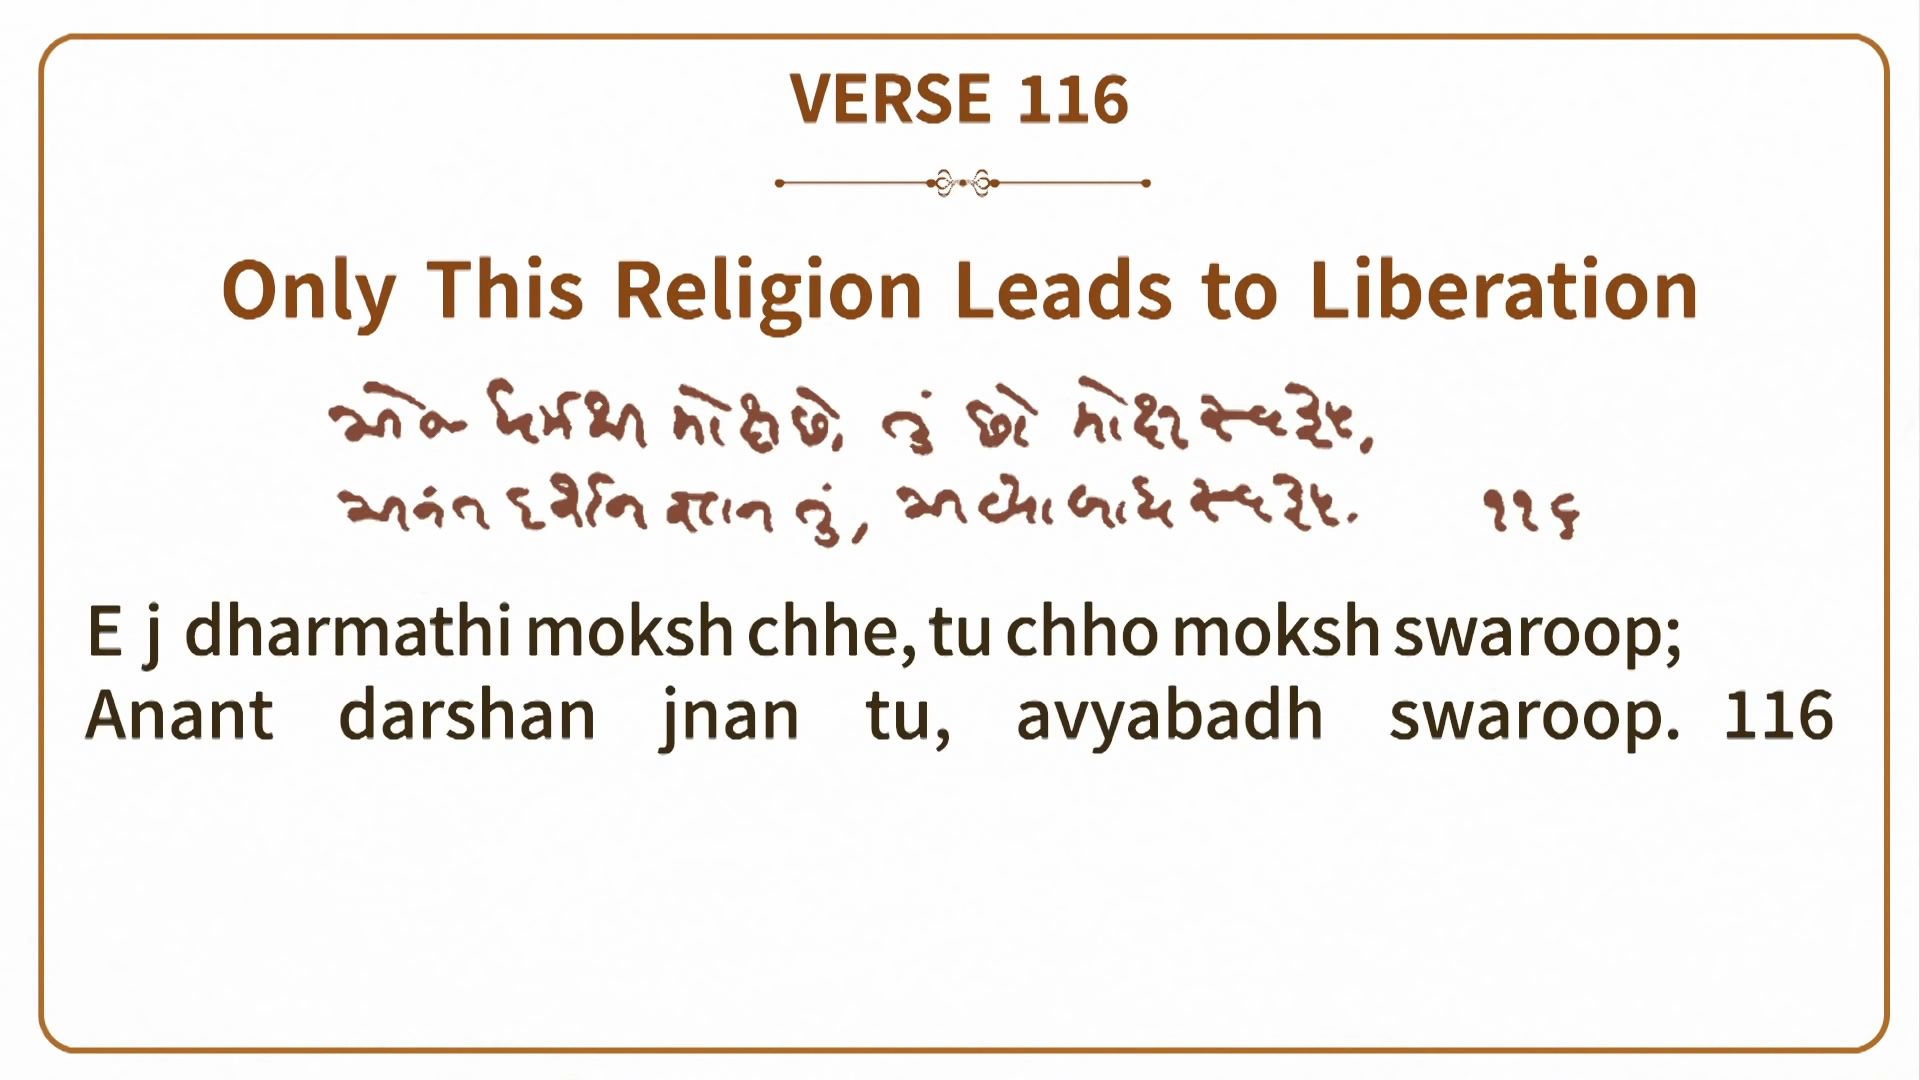 VERSE 116
Only This Religion Leads to Liberation
એજ ધર્મથી મોક્ષ છે, તું છો મોક્ષ સ્વરૂપ,
અનંત દર્શન જ્ઞાન તું, અવ્યાબાધ સ્વરૂપ. ૧૧૬
E j dharmathi moksh chhe, tu chho moksh swaroop;
Anant darshan jnan tu, avyabadh swaroop. 116